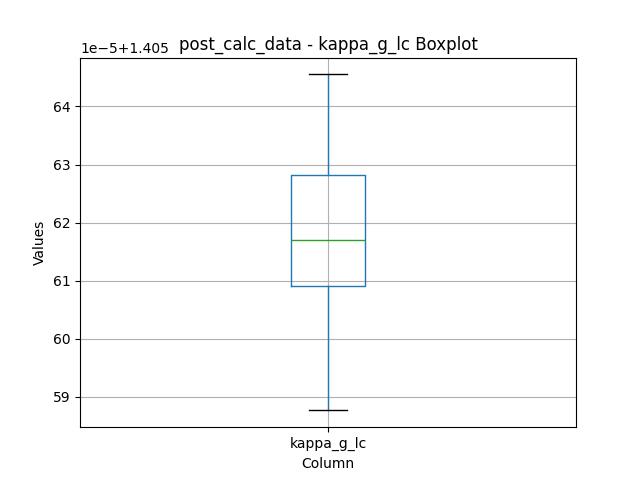 post_calc_data - kappa_g_lc Boxplot
1e−5+1.405
64
63
62
61
60
59
Values
kappa_g_lc
Column